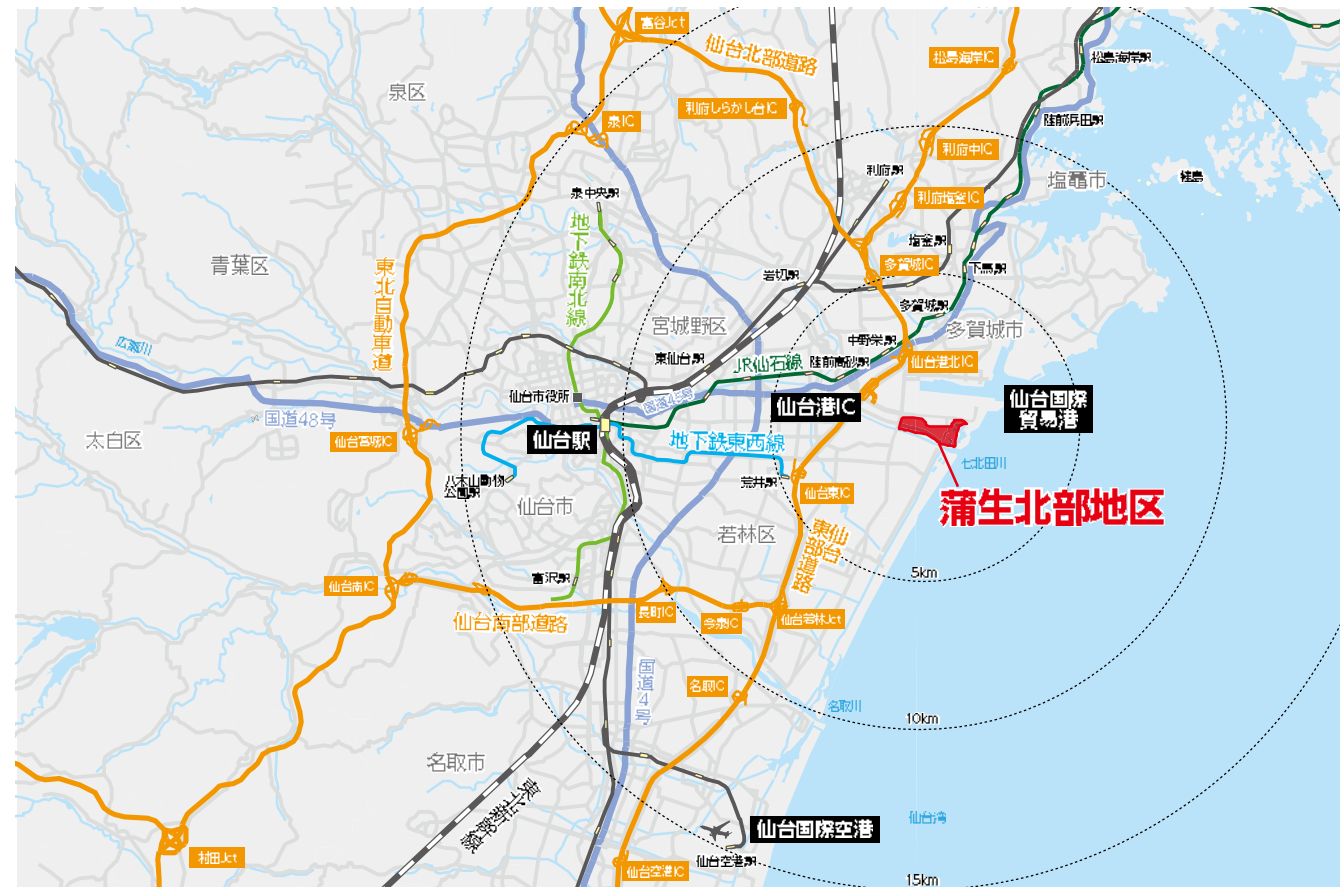 富谷Jct
仙台北部道路
松島海岸IC
松島海岸駅
泉区
利府しらかし台IC
泉IC
陸前浜田駅
利府中IC
利府駅
塩竈市
桂島
泉中央駅
利府塩釜IC
地下鉄南北線
塩釜駅
青葉区
東北自動車道
多賀城IC
下馬駅
岩切駅
多賀城駅
宮城野区
多賀城市
広瀬川
中野栄駅
東仙台駅
JR仙石線
陸前高砂駅
仙台港北IC
仙台市役所
国道45号
仙台港IC
仙台国際
貿易港
国道48号
太白区
仙台宮城IC
仙台駅
地下鉄東西線
七北田川
八木山動物
公園駅
荒井駅
仙台東IC
仙台市
蒲生北部地区
若林区
仙台
東部道路
5km
富沢駅
仙台南IC
長町IC
今泉IC
仙台若林Jct
仙台南部道路
国道4号
名取IC
名取川
10km
名取市
東北新幹線
仙台湾
仙台国際空港
村田Jct
仙台空港駅
仙台空港IC
15km